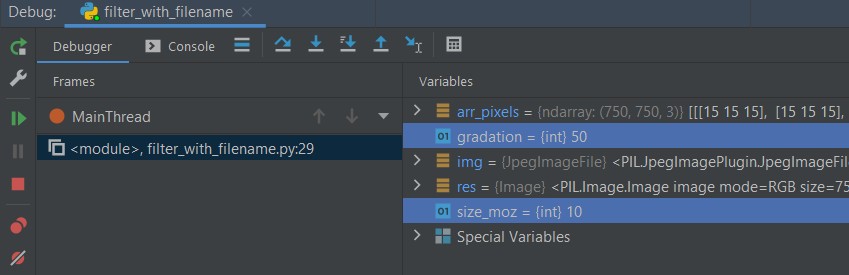 Debug: filter_with_filename
Debugger Console
Frames
Variables
MainThread
<module>, filter_with_filename.py:29
arr_pixels = {ndarray: (750, 750, 3)} [[[15 15 15], [15 15 15],
01 gradation = {int} 50
img = {JpegImageFile} <PIL.JpegImagePlugin.JpegImageFil
res = {Image} <PIL.Image.Image image mode=RGB size=75
01 size_moz = {int} 10
Special Variables